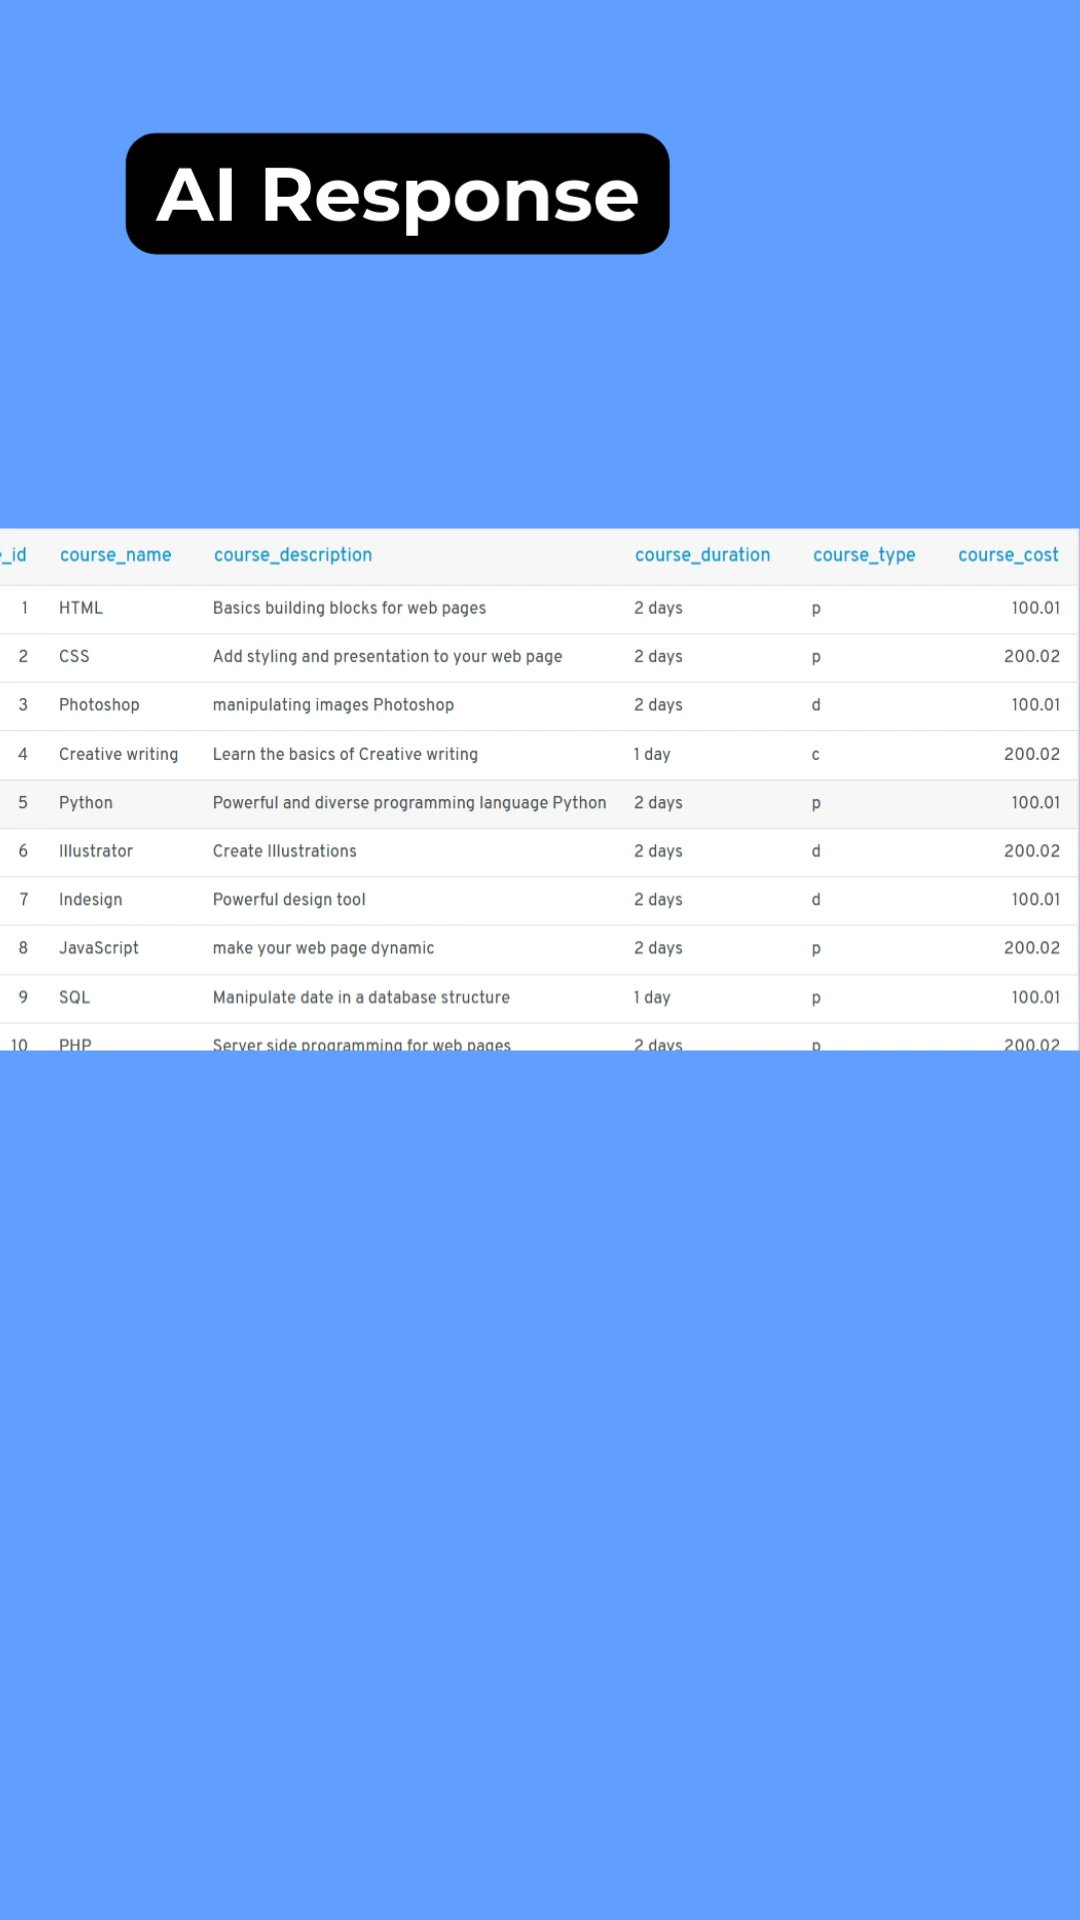 AI Response
_id course_name course_description course_duration course_type course_cost
1 HTML Basics building blocks for web pages 2 days p 100.01
2 CSS Add styling and presentation to your web page 2 days p 200.02
3 Photoshop manipulating images Photoshop 2 days d 100.01
4 Creative writing Learn the basics of Creative writing 1 day c 200.02
5 Python Powerful and diverse programming language Python 2 days p 100.01
6 Illustrator Create Illustrations 2 days d 200.02
7 Indesign Powerful design tool 2 days d 100.01
8 JavaScript make your web page dynamic 2 days p 200.02
9 SQL Manipulate date in a database structure 1 day p 100.01
10 PHP Server side programming for web pages 2 days p 200.02